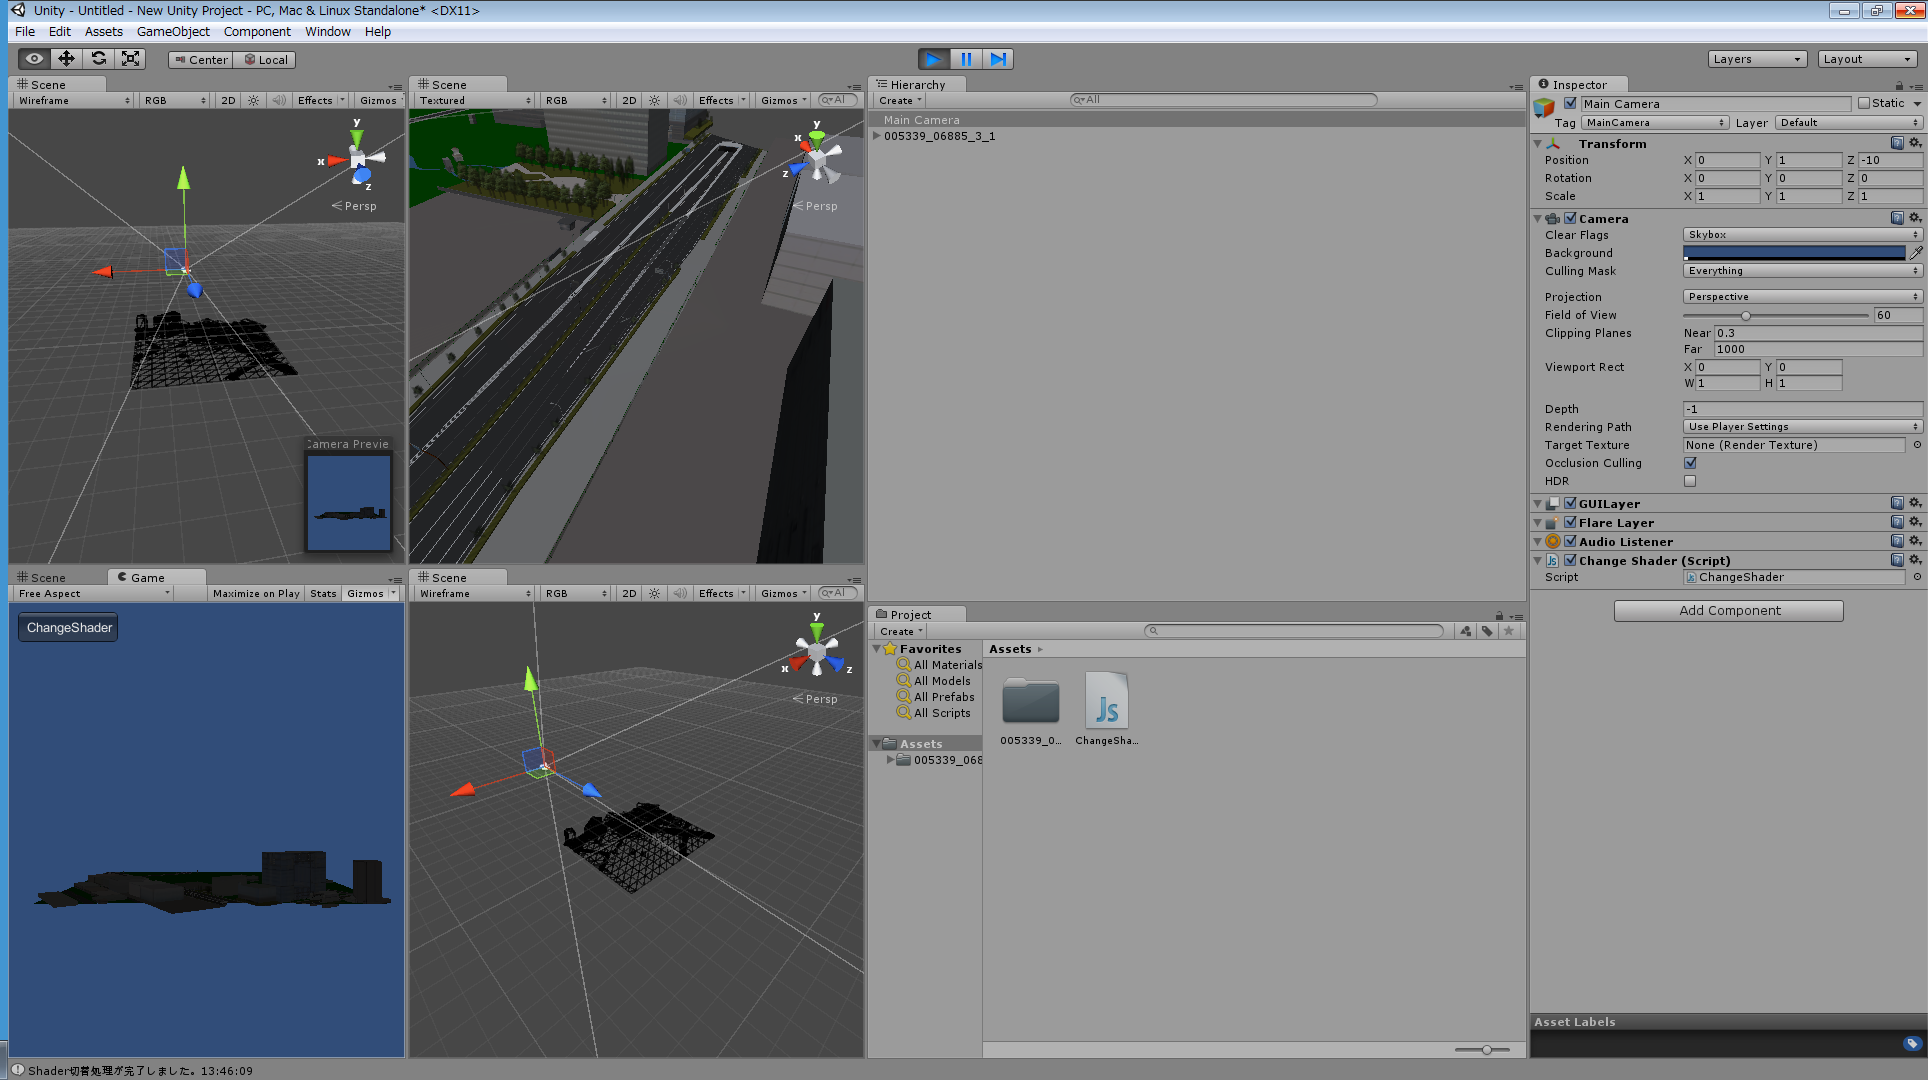 Unity - Untitled - New Unity Project - PC, Mac & Linux Standalone* <DX11>
File Edit Assets GameObject Component Window Help
Center Local
Layers Layout
Scene
Wireframe RGB 2D Effects Gizmos
y
x
z
Persp
Camera Previe
Scene
Textured RGB 2D Effects Gizmos All
y
x
z
Persp
Scene Game
Free Aspect Maximize on Play Stats Gizmos
ChangeShader
Scene
Wireframe RGB 2D Effects Gizmos All
y
x
z
Persp
Hierarchy
Create All
Main Camera
005339_06885_3_1
Project
Create
Favorites
All Materials
All Models
All Prefabs
All Scripts
Assets
005339_068
Assets
005339_0...
ChangeSha...
Inspector
Main Camera Static
Tag MainCamera Layer Default
Transform
Position X 0 Y 1 Z -10
Rotation X 0 Y 0 Z 0
Scale X 1 Y 1 Z 1
Camera
Clear Flags Skybox
Background
Culling Mask Everything
Projection Perspective
Field of View 60
Clipping Planes Near 0.3
Far 1000
Viewport Rect X 0 Y 0
W 1 H 1
Depth -1
Rendering Path Use Player Settings
Target Texture None (Render Texture)
Occlusion Culling
HDR
GUILayer
Flare Layer
Audio Listener
Change Shader (Script)
Script ChangeShader
Add Component
Asset Labels
Shader切替処理が完了しました。13:46:09